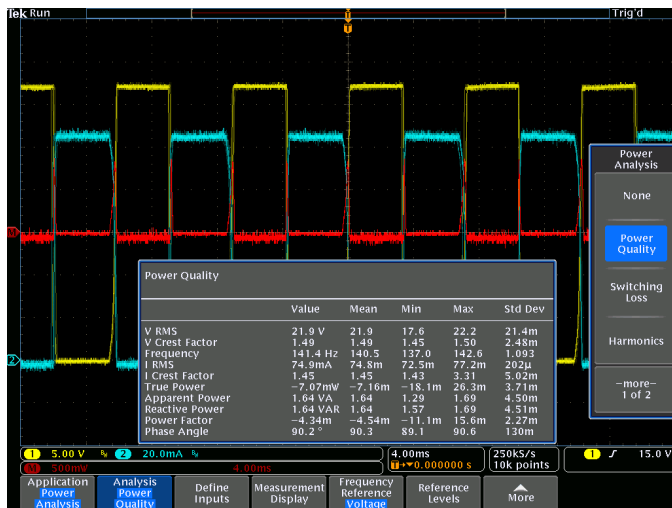 Tek Run Trig'd
T
T
M
2
Power Analysis
None
Power Quality
Switching Loss
Harmonics
-more-
1 of 2
Power Quality
Value Mean Min Max Std Dev
V RMS 21.9 V 21.9 17.6 22.2 21.4m
V Crest Factor 1.49 1.49 1.45 1.50 2.48m
Frequency 141.4 Hz 140.5 137.0 142.6 1.093
I RMS 74.9mA 74.8m 72.5m 77.2m 202µ
I Crest Factor 1.45 1.45 1.43 3.31 5.02m
True Power -7.07mW -7.16m -18.1m 26.3m 3.71m
Apparent Power 1.64 VA 1.64 1.29 1.69 4.50m
Reactive Power 1.64 VAR 1.64 1.57 1.69 4.51m
Power Factor -4.34m -4.54m -11.1m 15.6m 2.27m
Phase Angle 90.2 ° 90.3 89.1 90.6 130m
1 5.00 V BW 2 20.0mA BW 4.00ms 250kS/s 1 15.0 V
M 500mV 4.00ms T→▼0.000000 s 10k points
Application
Power
Analysis
Analysis
Power
Quality
Define
Inputs
Measurement
Display
Frequency
Reference
Voltage
Reference
Levels
More